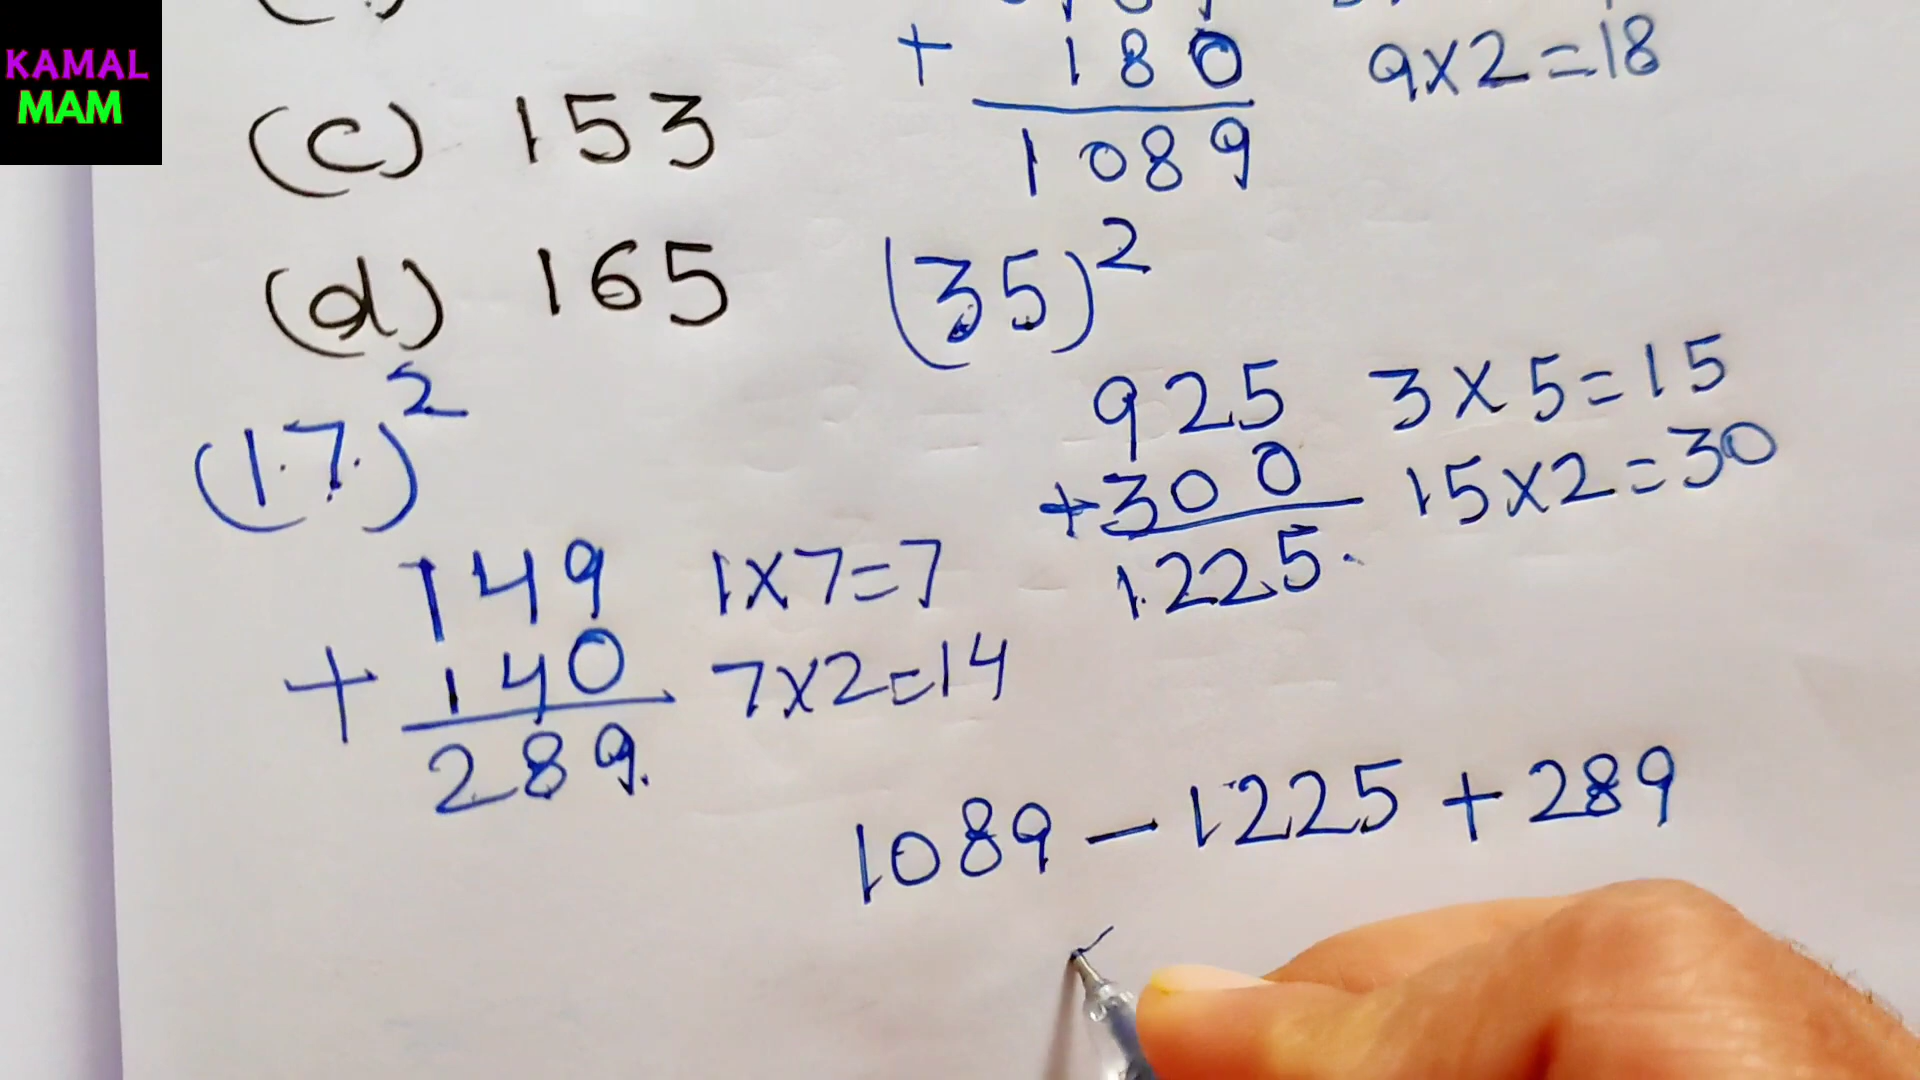 KAMAL
MAM
+ 180
9x2=18
(c) 153
1089
(d) 165
(35)²
925 3x5=15
+300 15x2=30
1225.
(17)²
149 1x7=7
+ 140 7x2=14
289.
1089 - 1225 + 289